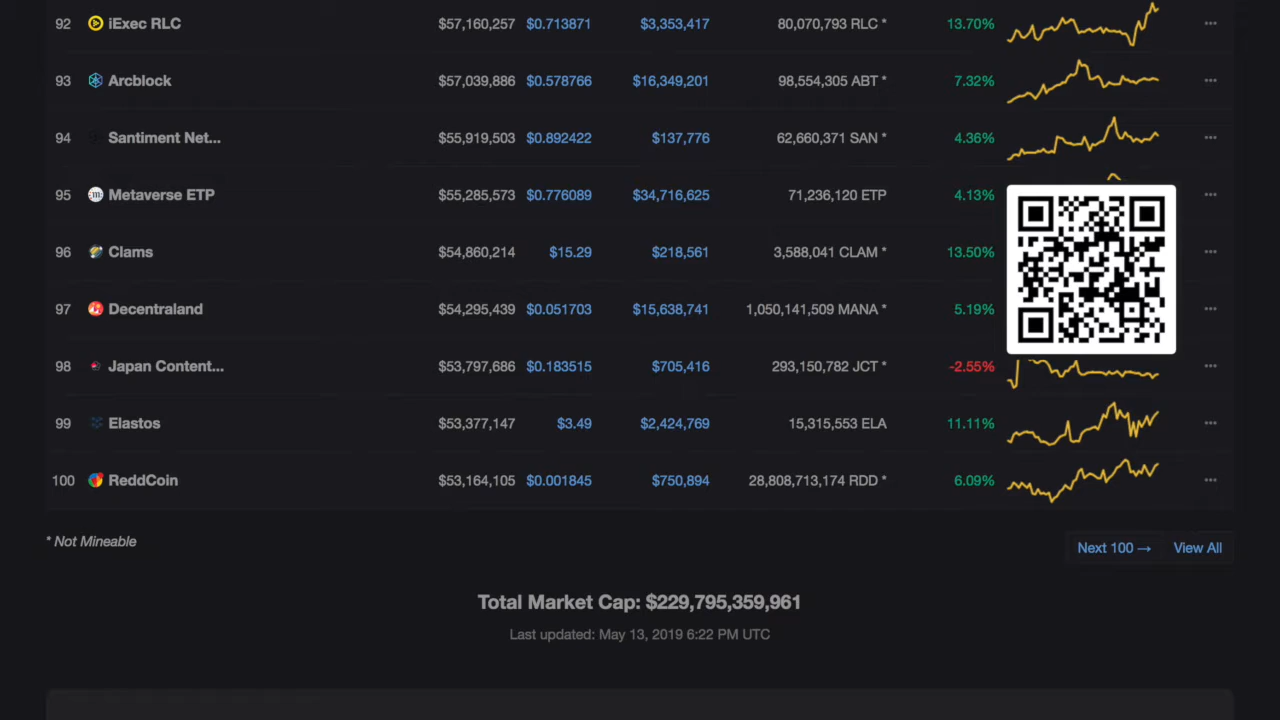 92 iExec RLC $57,160,257 $0.713871 $3,353,417 80,070,793 RLC * 13.70%
93 Arcblock $57,039,886 $0.578766 $16,349,201 98,554,305 ABT * 7.32%
94 Santiment Net... $55,919,503 $0.892422 $137,776 62,660,371 SAN * 4.36%
95 Metaverse ETP $55,285,573 $0.776089 $34,716,625 71,236,120 ETP 4.13%
96 Clams $54,860,214 $15.29 $218,561 3,588,041 CLAM * 13.50%
97 Decentraland $54,295,439 $0.051703 $15,638,741 1,050,141,509 MANA * 5.19%
98 Japan Content... $53,797,686 $0.183515 $705,416 293,150,782 JCT * -2.55%
99 Elastos $53,377,147 $3.49 $2,424,769 15,315,553 ELA 11.11%
100 ReddCoin $53,164,105 $0.001845 $750,894 28,808,713,174 RDD * 6.09%
* Not Mineable
Next 100 → View All
Total Market Cap: $229,795,359,961
Last updated: May 13, 2019 6:22 PM UTC